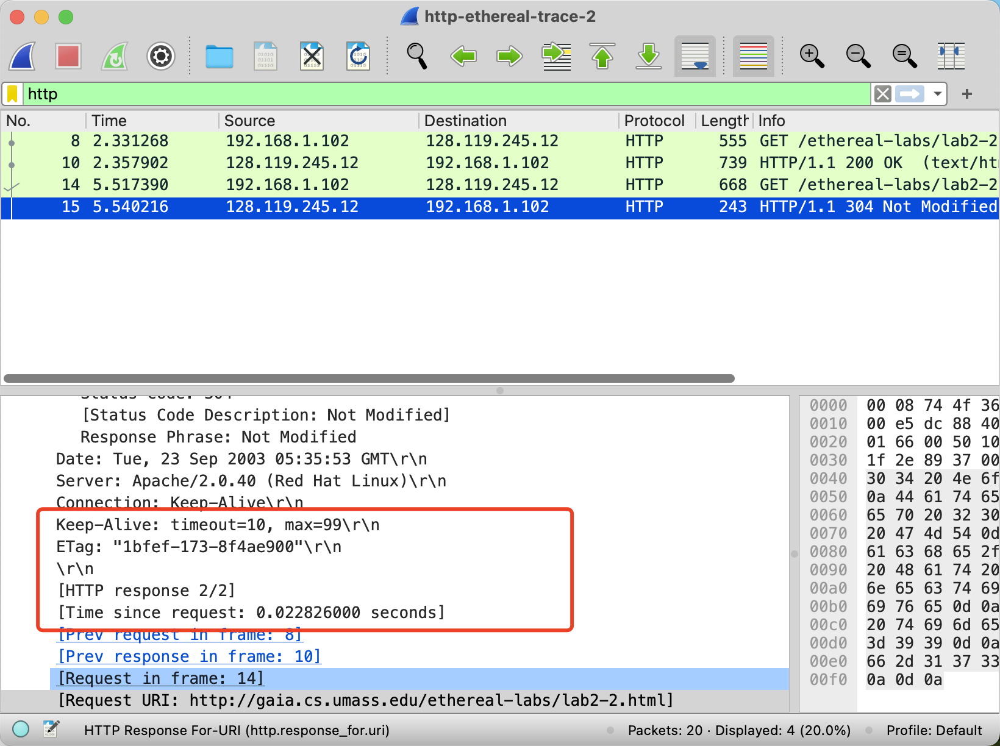 http-ethereal-trace-2
http
No. Time Source Destination Protocol Length Info
8 2.331268 192.168.1.102 128.119.245.12 HTTP 555 GET /ethereal-labs/lab2-2
10 2.357902 128.119.245.12 192.168.1.102 HTTP 739 HTTP/1.1 200 OK (text/ht
14 5.517390 192.168.1.102 128.119.245.12 HTTP 668 GET /ethereal-labs/lab2-2
15 5.540216 128.119.245.12 192.168.1.102 HTTP 243 HTTP/1.1 304 Not Modified
Status Code: 304
[Status Code Description: Not Modified]
Response Phrase: Not Modified
Date: Tue, 23 Sep 2003 05:35:53 GMT\r\n
Server: Apache/2.0.40 (Red Hat Linux)\r\n
Connection: Keep-Alive\r\n
Keep-Alive: timeout=10, max=99\r\n
ETag: "1bfef-173-8f4ae900"\r\n
\r\n
[HTTP response 2/2]
[Time since request: 0.022826000 seconds]
[Prev request in frame: 8]
[Prev response in frame: 10]
[Request in frame: 14]
[Request URI: http://gaia.cs.umass.edu/ethereal-labs/lab2-2.html]
0000 00 08 74 4f 36
0010 00 e5 dc 88 40
0020 01 66 00 50 10
0030 1f 2e 89 37 00
0040 30 34 20 4e 6f
0050 0a 44 61 74 65
0060 65 70 20 32 30
0070 20 47 4d 54 0d
0080 61 63 68 65 2f
0090 20 48 61 74 20
00a0 6e 65 63 74 69
00b0 69 76 65 0d 0a
00c0 20 74 69 6d 65
00d0 3d 39 39 0d 0a
00e0 66 2d 31 37 33
00f0 0a 0d 0a
HTTP Response For-URI (http.response_for.uri)
Packets: 20 · Displayed: 4 (20.0%)
Profile: Default